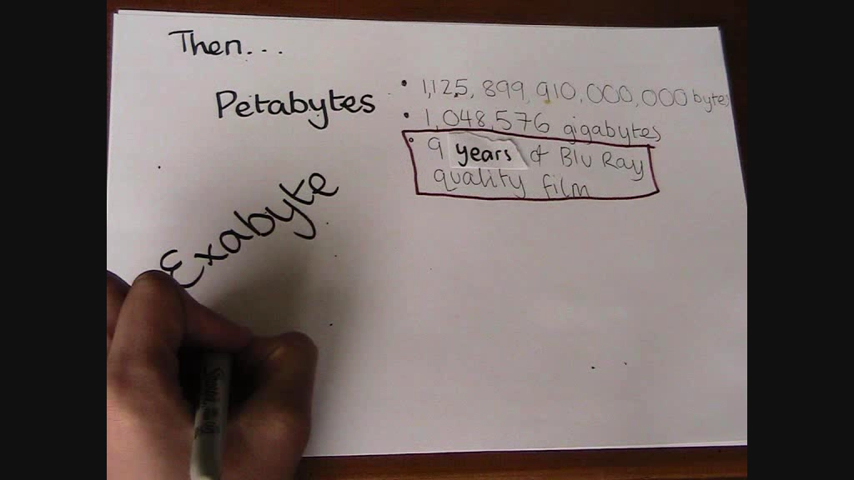 Then...
Petabytes
• 1,125,899,910,000,000 bytes
• 1,048,576 gigabytes
• 9 years of Blu Ray
quality film
Exabyte